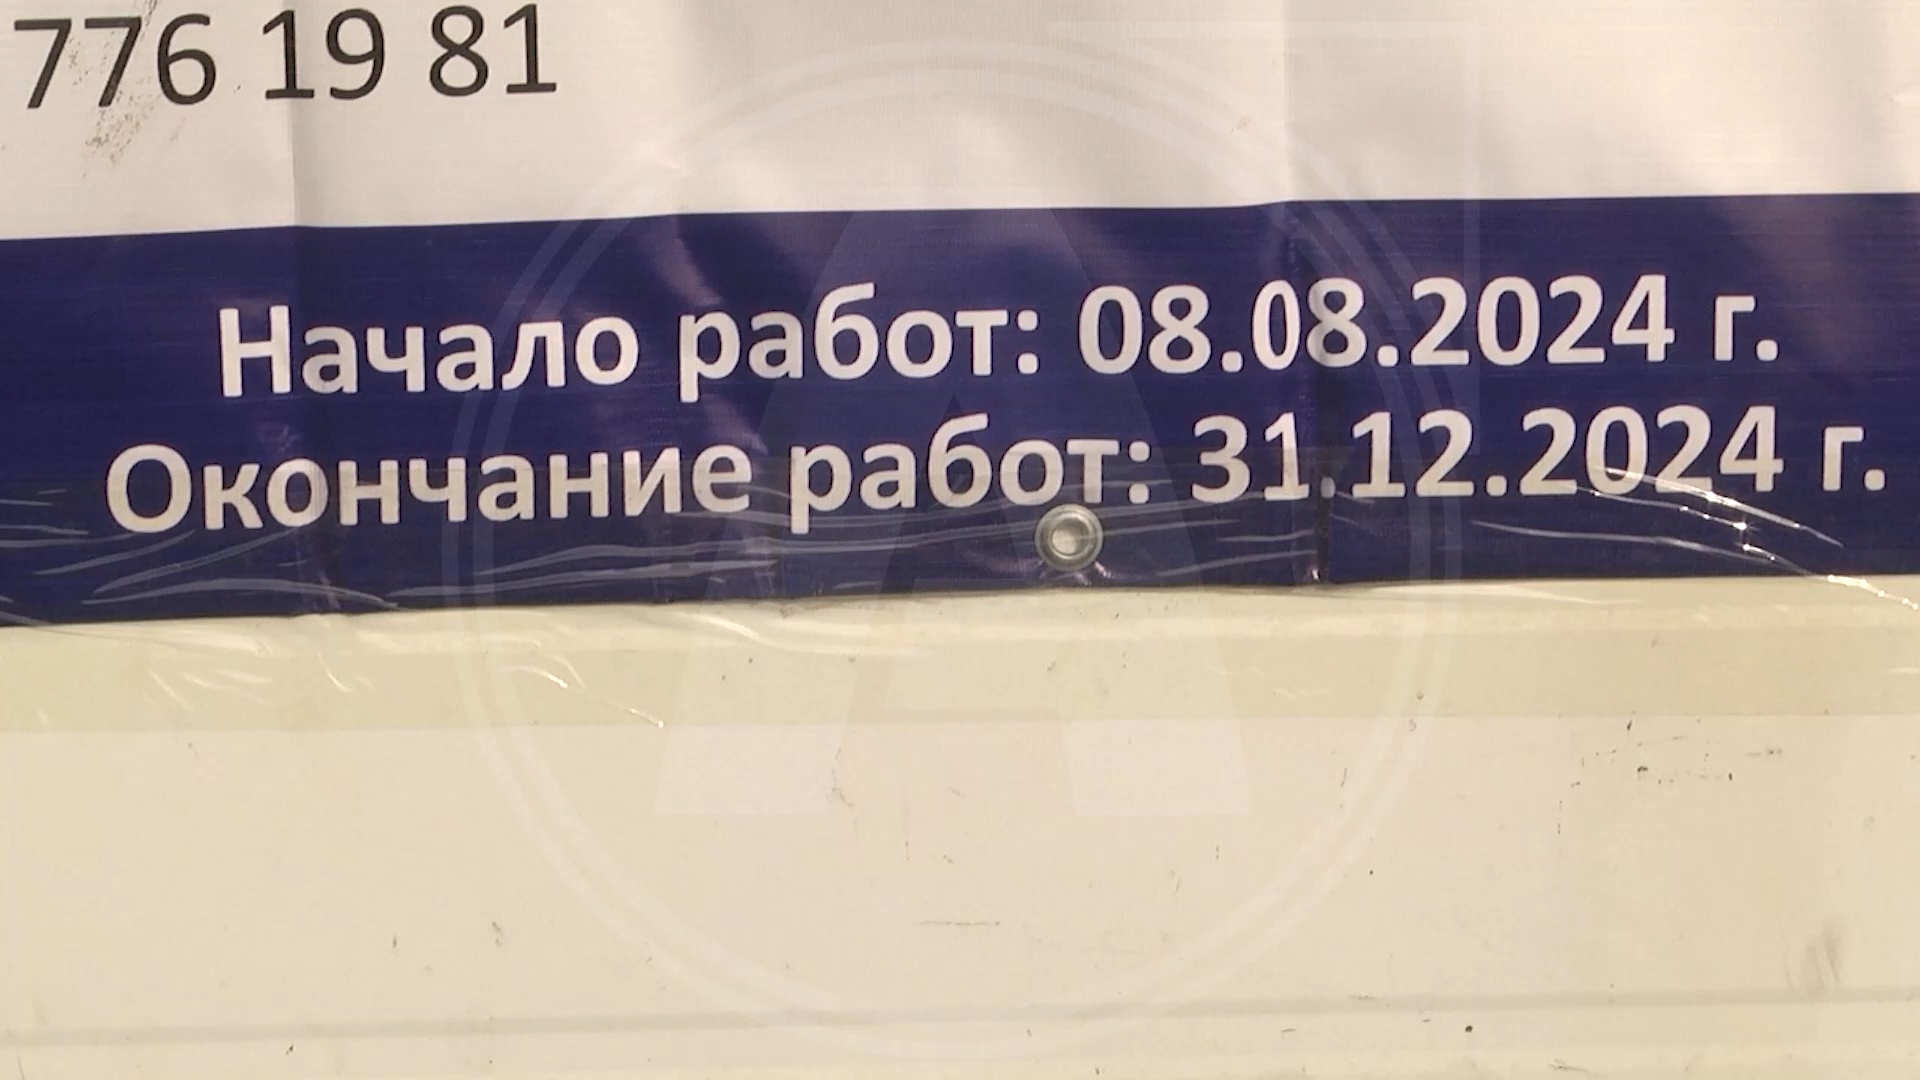 776 19 81
Начало работ: 08.08.2024 г.
Окончание работ: 31.12.2024 г.